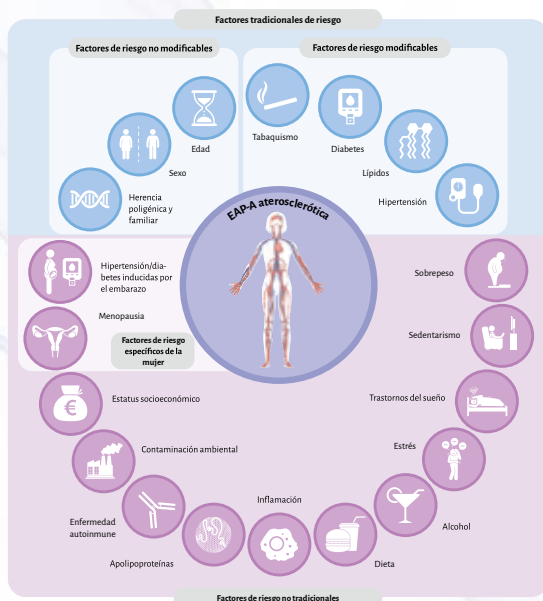 Factores tradicionales de riesgo
Factores de riesgo no modificables
Factores de riesgo modificables
Edad
Sexo
Herencia
poligénica y
familiar
Tabaquismo
Diabetes
Lípidos
Hipertensión
EAP-A aterosclerótica
Hipertensión/dia-
betes inducidas por
el embarazo
Menopausia
Factores de riesgo
específicos de la
mujer
Estatus socioeconómico
€
Contaminación ambiental
Enfermedad
autoinmune
Apolipoproteínas
Inflamación
Dieta
Alcohol
Estrés
Trastornos del sueño
Sedentarismo
Sobrepeso
Factores de riesgo no tradicionales